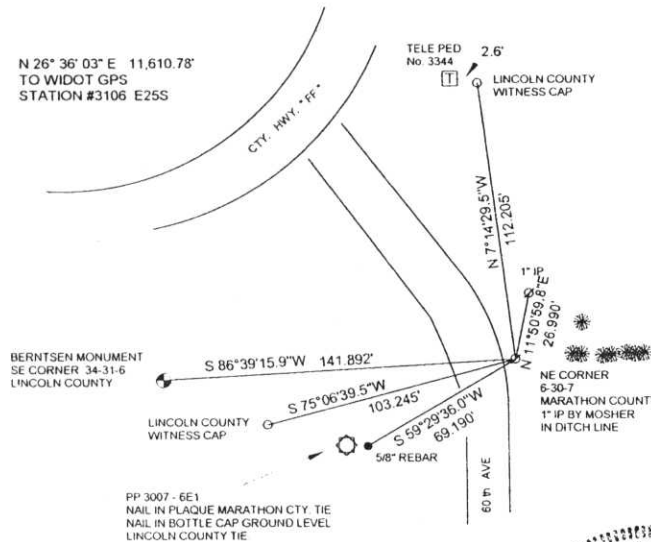 N 26° 36' 03" E 11,610.78'
TO WIDOT GPS
STATION #3106 E25S
CTY. HWY. "FF"
TELE PED
No. 3344
2.6'
T
LINCOLN COUNTY
WITNESS CAP
N 7°14'29.5"W
112.205'
1" IP
N 11°50'59.8"E
26.990'
BERNTSEN MONUMENT
SE CORNER 34-31-6
LINCOLN COUNTY
S 86°39'15.9"W 141.892'
S 75°06'39.5"W
103.245'
LINCOLN COUNTY
WITNESS CAP
S 59°29'36.0"W
69.190'
5/8" REBAR
NE CORNER
6-30-7
MARATHON COUNT
1" IP BY MOSHER
IN DITCH LINE
60th AVE
PP 3007 - 6E1
NAIL IN PLAQUE MARATHON CTY. TIE
NAIL IN BOTTLE CAP GROUND LEVEL
LINCOLN COUNTY TIE